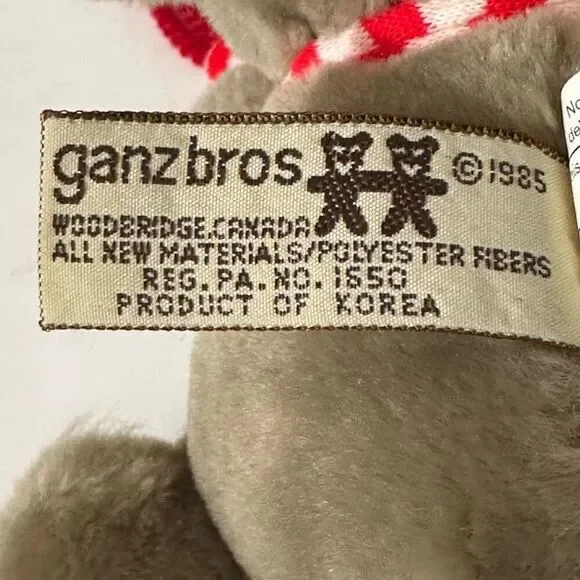 ganzbros ©1985
WOODBRIDGE, CANADA
ALL NEW MATERIALS/POLYESTER FIBERS
REG. PA. NO. 1550
PRODUCT OF KOREA